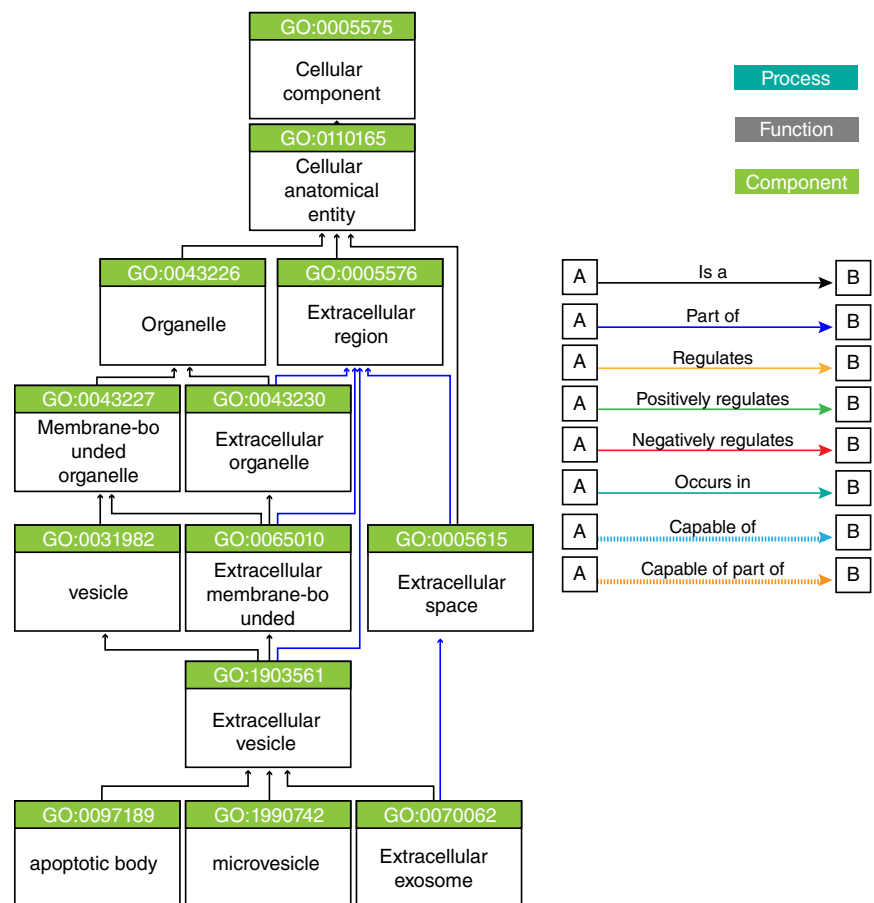 GO:0005575
Cellular
component
GO:0110165
Cellular
anatomical
entity
GO:0043226
Organelle
GO:0005576
Extracellular
region
GO:0043227
Membrane-bo
unded
organelle
GO:0043230
Extracellular
organelle
GO:0031982
vesicle
GO:0065010
Extracellular
membrane-bo
unded
GO:0005615
Extracellular
space
GO:1903561
Extracellular
vesicle
GO:0097189
apoptotic body
GO:1990742
microvesicle
GO:0070062
Extracellular
exosome
Process
Function
Component
A Is a B
A Part of B
A Regulates B
A Positively regulates B
A Negatively regulates B
A Occurs in B
A Capable of B
A Capable of part of B